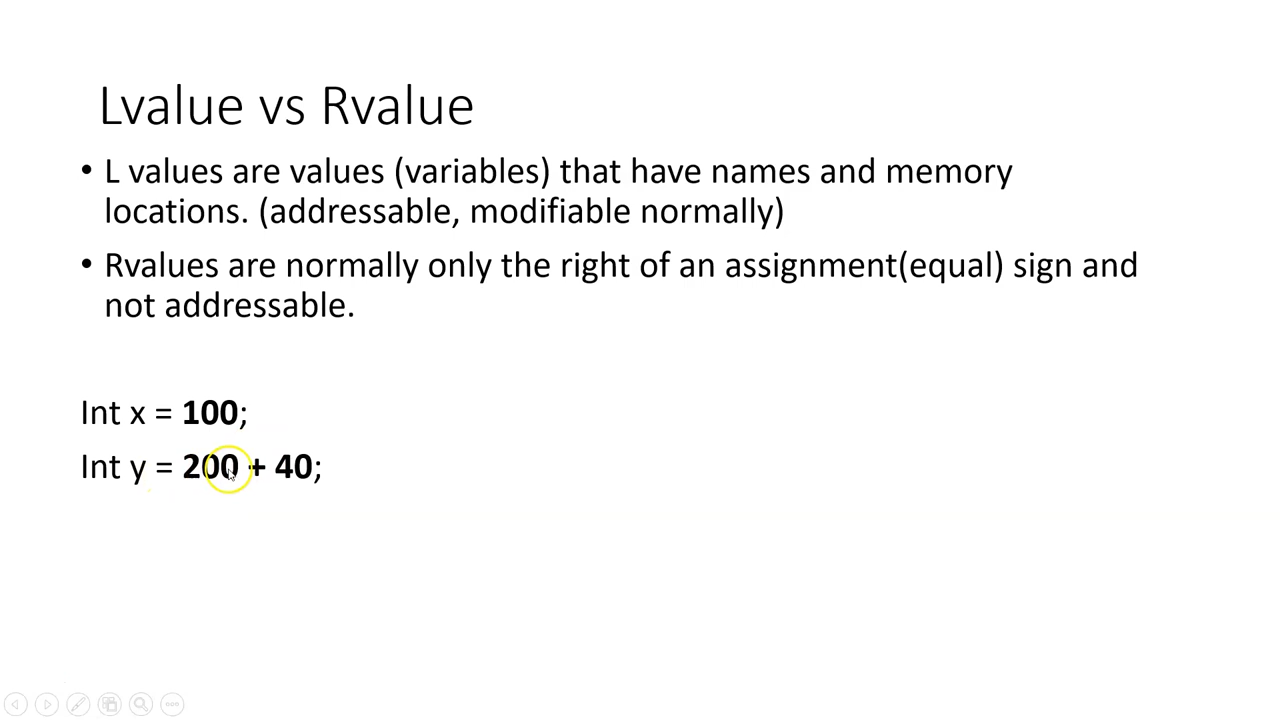 Lvalue vs Rvalue
• L values are values (variables) that have names and memory
locations. (addressable, modifiable normally)
• Rvalues are normally only the right of an assignment(equal) sign and
not addressable.
Int x = 100;
Int y = 200 + 40;